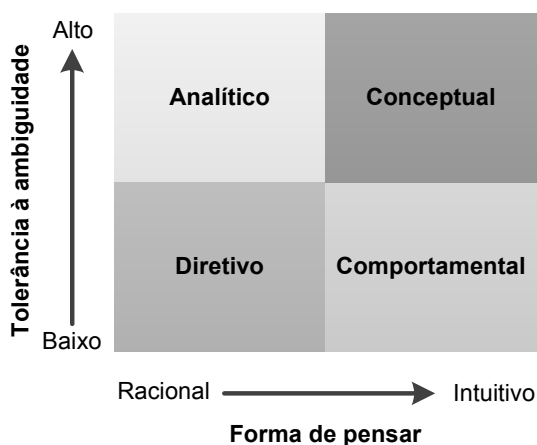 Alto
Tolerância à ambiguidade
Analítico
Conceptual
Diretivo
Comportamental
Baixo
Racional
Intuitivo
Forma de pensar